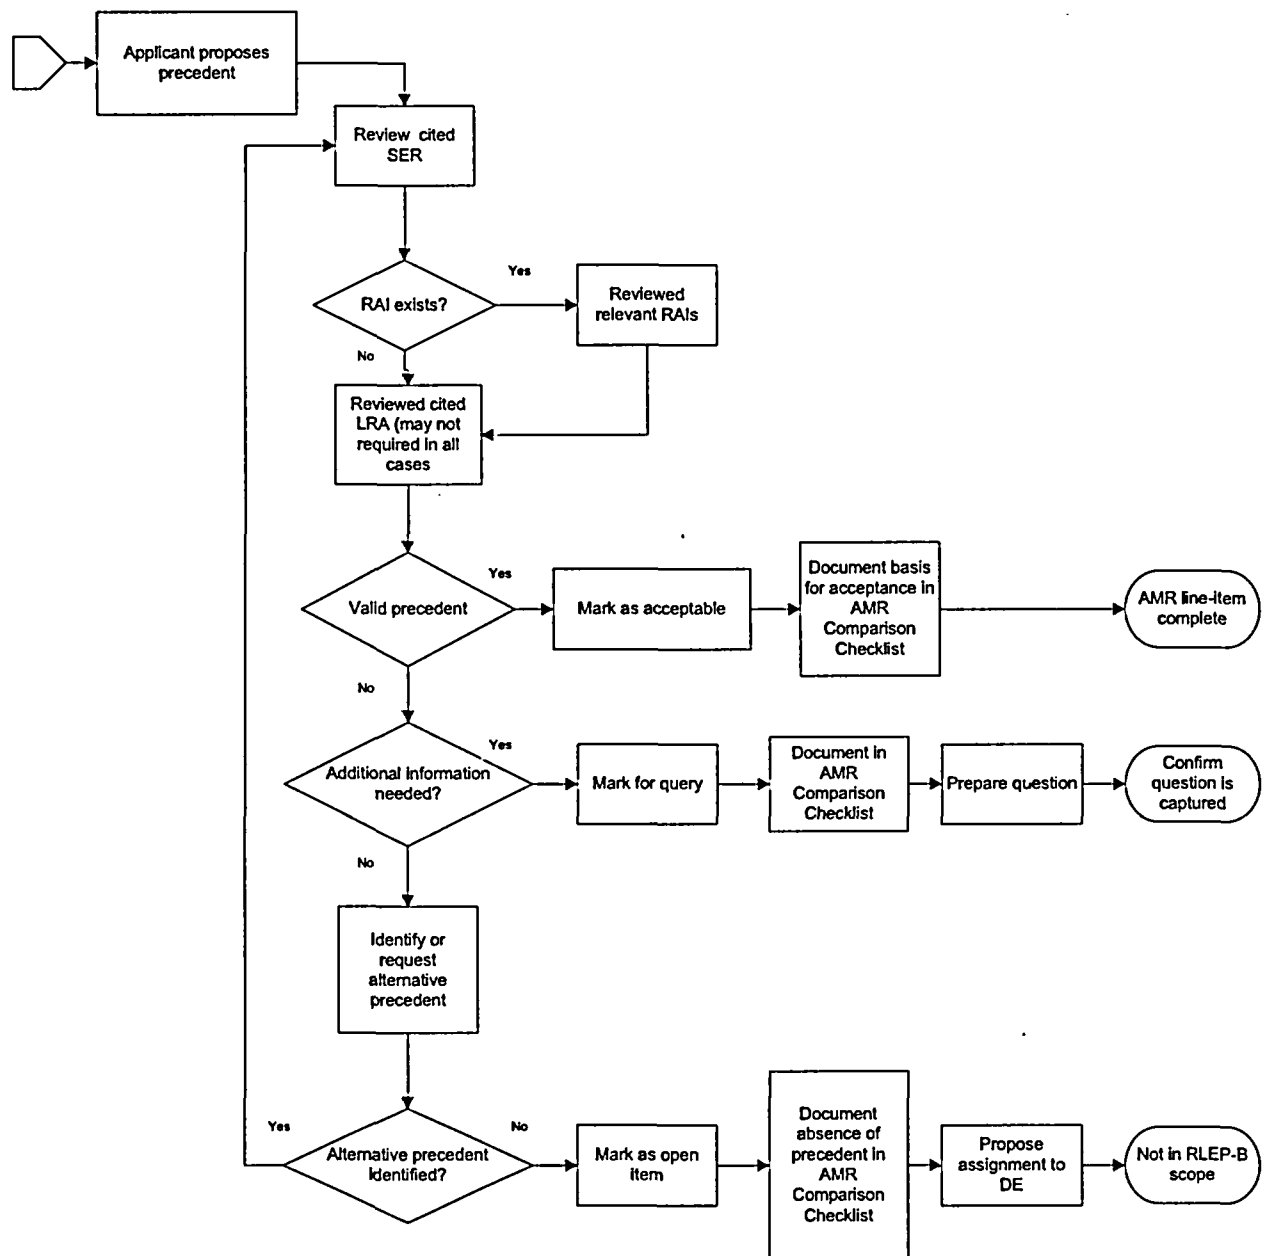 Applicant proposes
precedent
Review cited
SER
RAI exists?
Yes
Reviewed
relevant RAIs
No
Reviewed cited
LRA (may not
required in all
cases
Valid precedent
Yes
Mark as acceptable
Document basis
for acceptance in
AMR
Comparison
Checklist
AMR line-item
complete
No
Additional information
needed?
Yes
Mark for query
Document in
AMR
Comparison
Checklist
Prepare question
Confirm
question is
captured
No
Identify or
request
alternative
precedent
Yes
Alternative precedent
identified?
No
Mark as open
item
Document
absence of
precedent in
AMR
Comparison
Checklist
Propose
assignment to
DE
Not in RLEP-B
scope